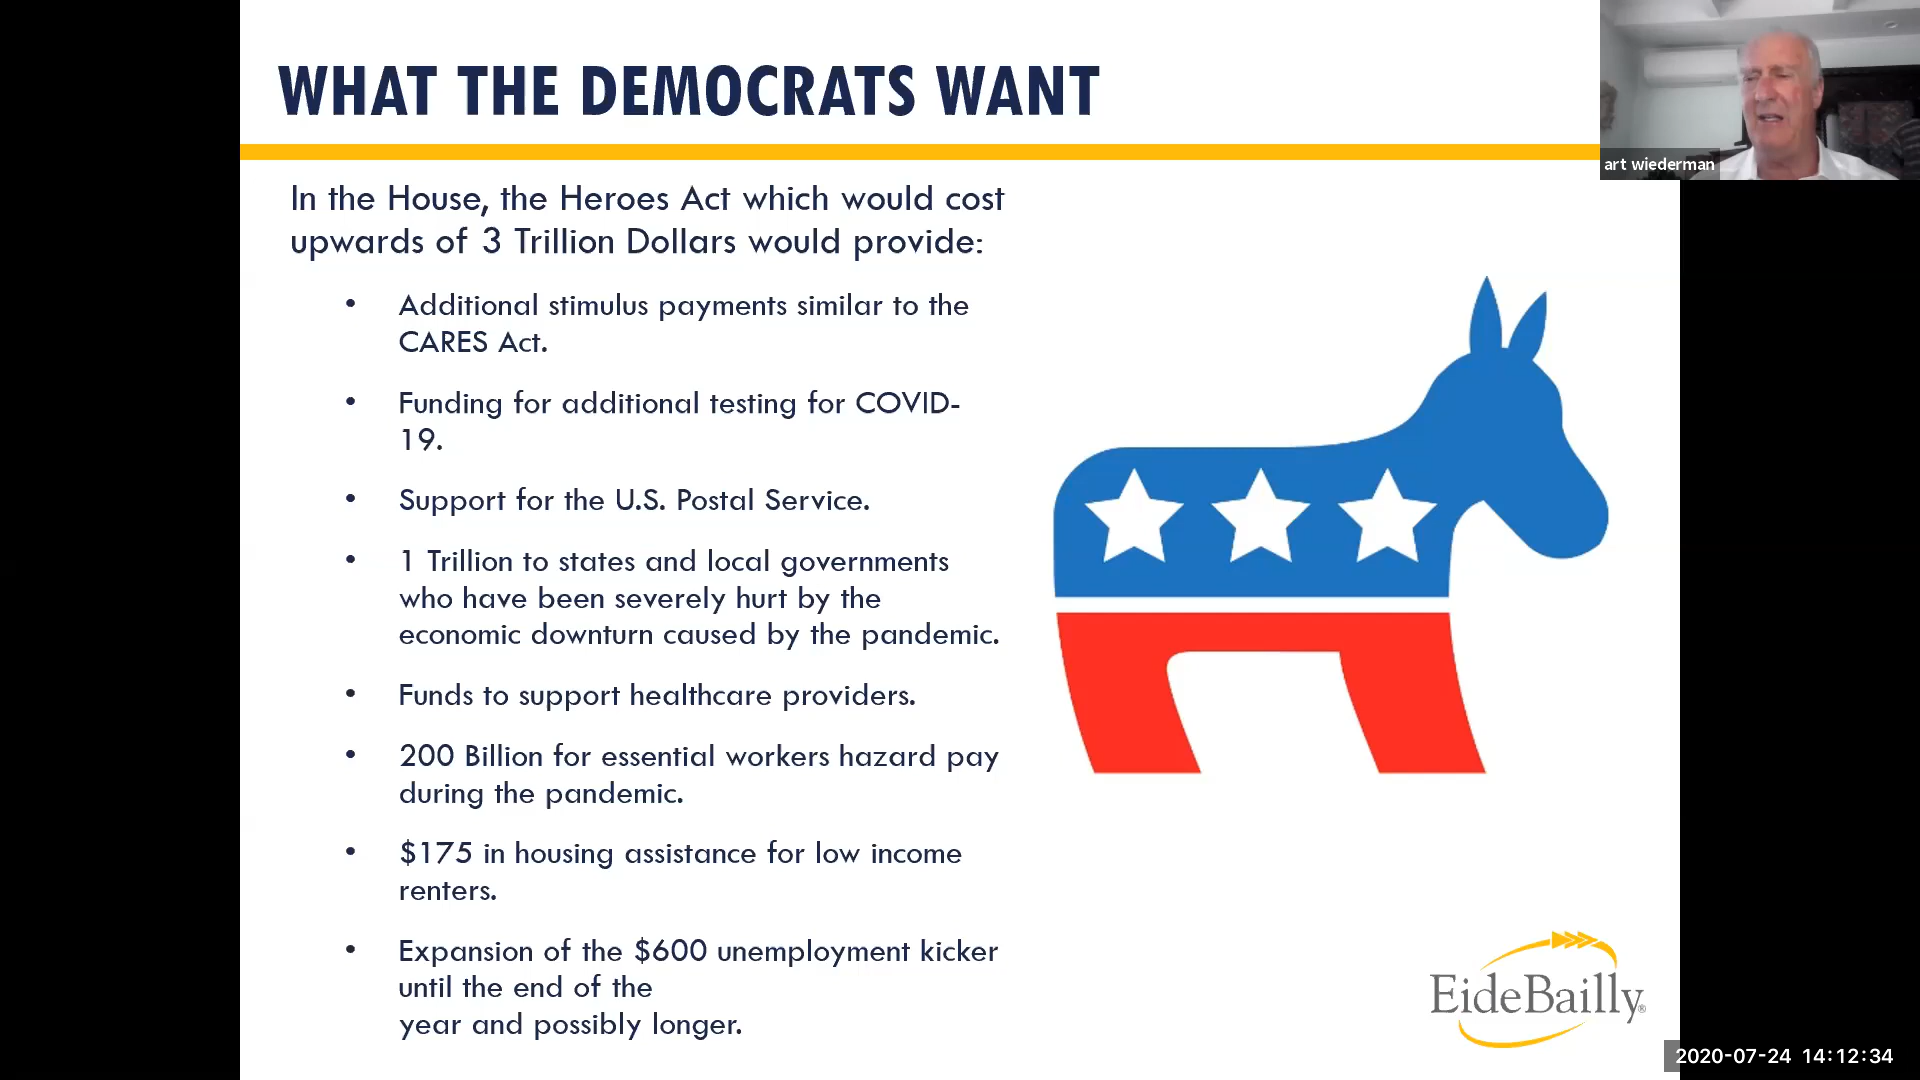 WHAT THE DEMOCRATS WANT
art wiederman
In the House, the Heroes Act which would cost
upwards of 3 Trillion Dollars would provide:
• Additional stimulus payments similar to the
CARES Act.
• Funding for additional testing for COVID-
19.
• Support for the U.S. Postal Service.
• 1 Trillion to states and local governments
who have been severely hurt by the
economic downturn caused by the pandemic.
• Funds to support healthcare providers.
• 200 Billion for essential workers hazard pay
during the pandemic.
• $175 in housing assistance for low income
renters.
• Expansion of the $600 unemployment kicker
until the end of the
year and possibly longer.
EideBailly®
2020-07-24 14:12:34